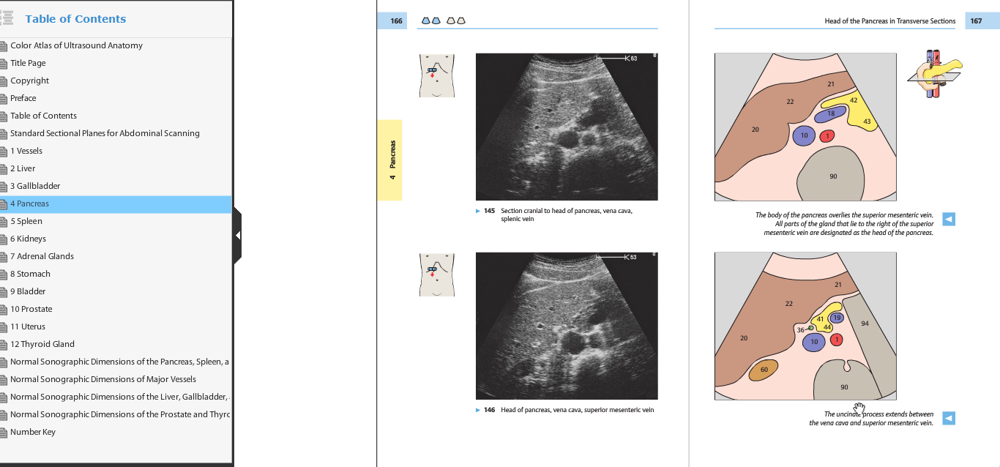 Table of Contents
Color Atlas of Ultrasound Anatomy
Title Page
Copyright
Preface
Table of Contents
Standard Sectional Planes for Abdominal Scanning
1 Vessels
2 Liver
3 Gallbladder
4 Pancreas
5 Spleen
6 Kidneys
7 Adrenal Glands
8 Stomach
9 Bladder
10 Prostate
11 Uterus
12 Thyroid Gland
Normal Sonographic Dimensions of the Pancreas, Spleen, a
Normal Sonographic Dimensions of Major Vessels
Normal Sonographic Dimensions of the Liver, Gallbladder,
Normal Sonographic Dimensions of the Prostate and Thyro
Number Key
166
4 Pancreas
63
145 Section cranial to head of pancreas, vena cava,
splenic vein
63
146 Head of pancreas, vena cava, superior mesenteric vein
Head of the Pancreas in Transverse Sections 167
21
22
42
18
43
20
10
1
90
The body of the pancreas overlies the superior mesenteric vein.
All parts of the gland that lie to the right of the superior
mesenteric vein are designated as the head of the pancreas.
21
22
41
19
94
36
44
20
10
1
60
90
The uncinate process extends between
the vena cava and superior mesenteric vein.